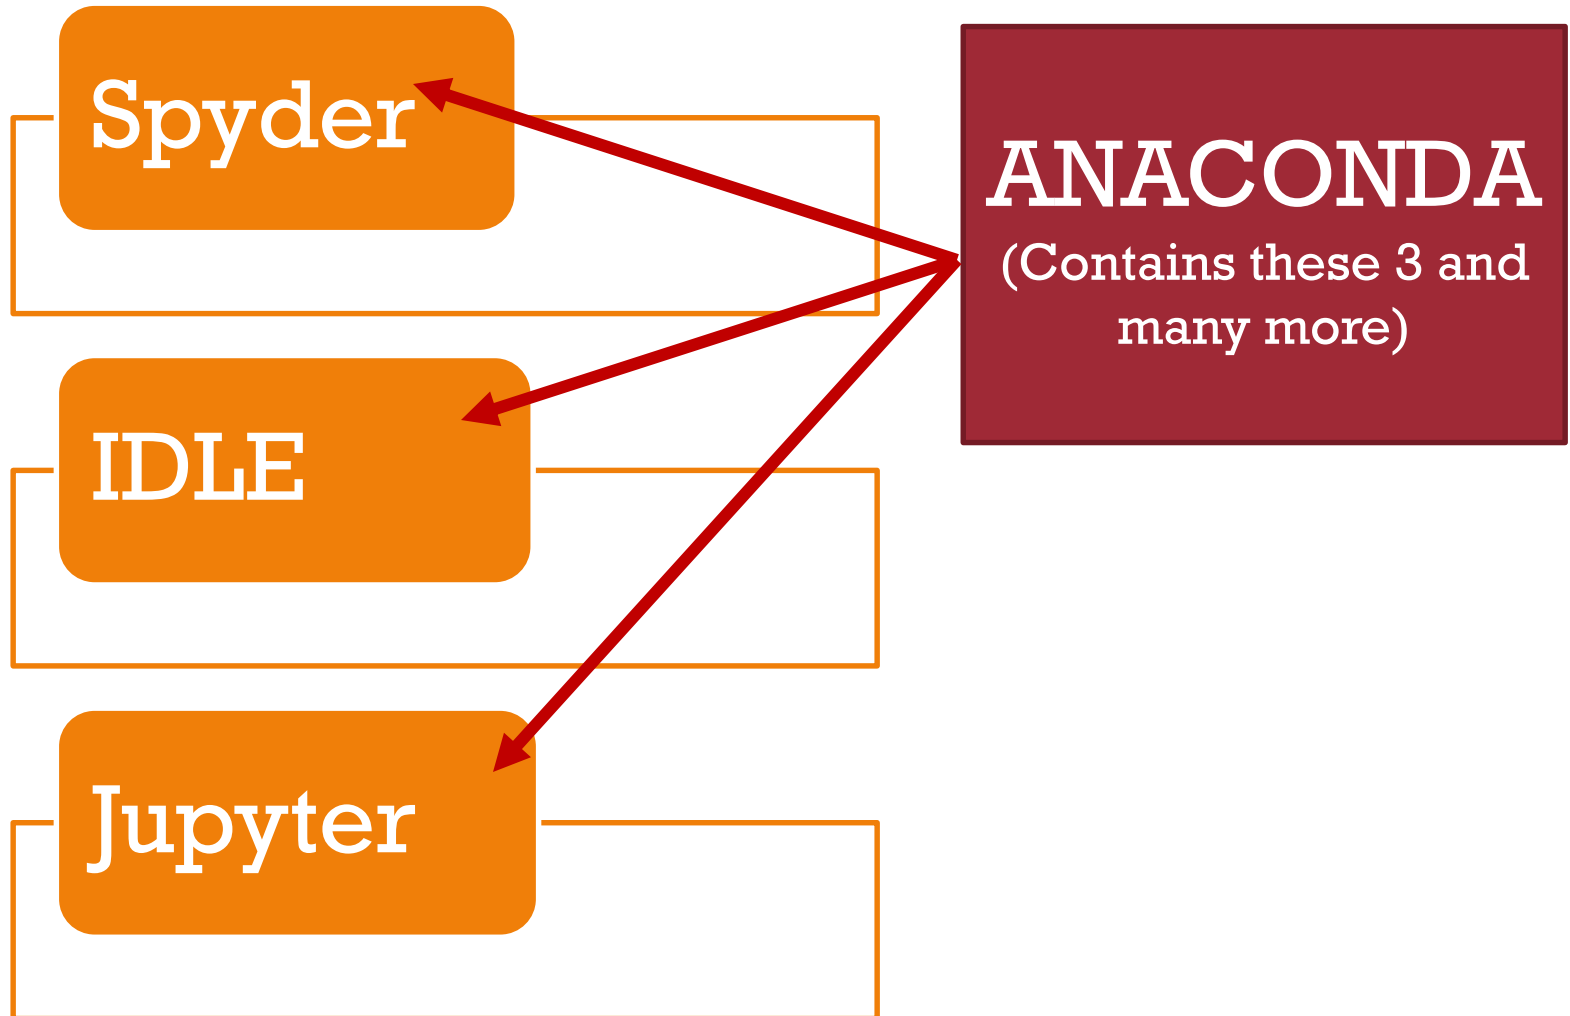 Spyder
IDLE
Jupyter
ANACONDA
(Contains these 3 and
many more)